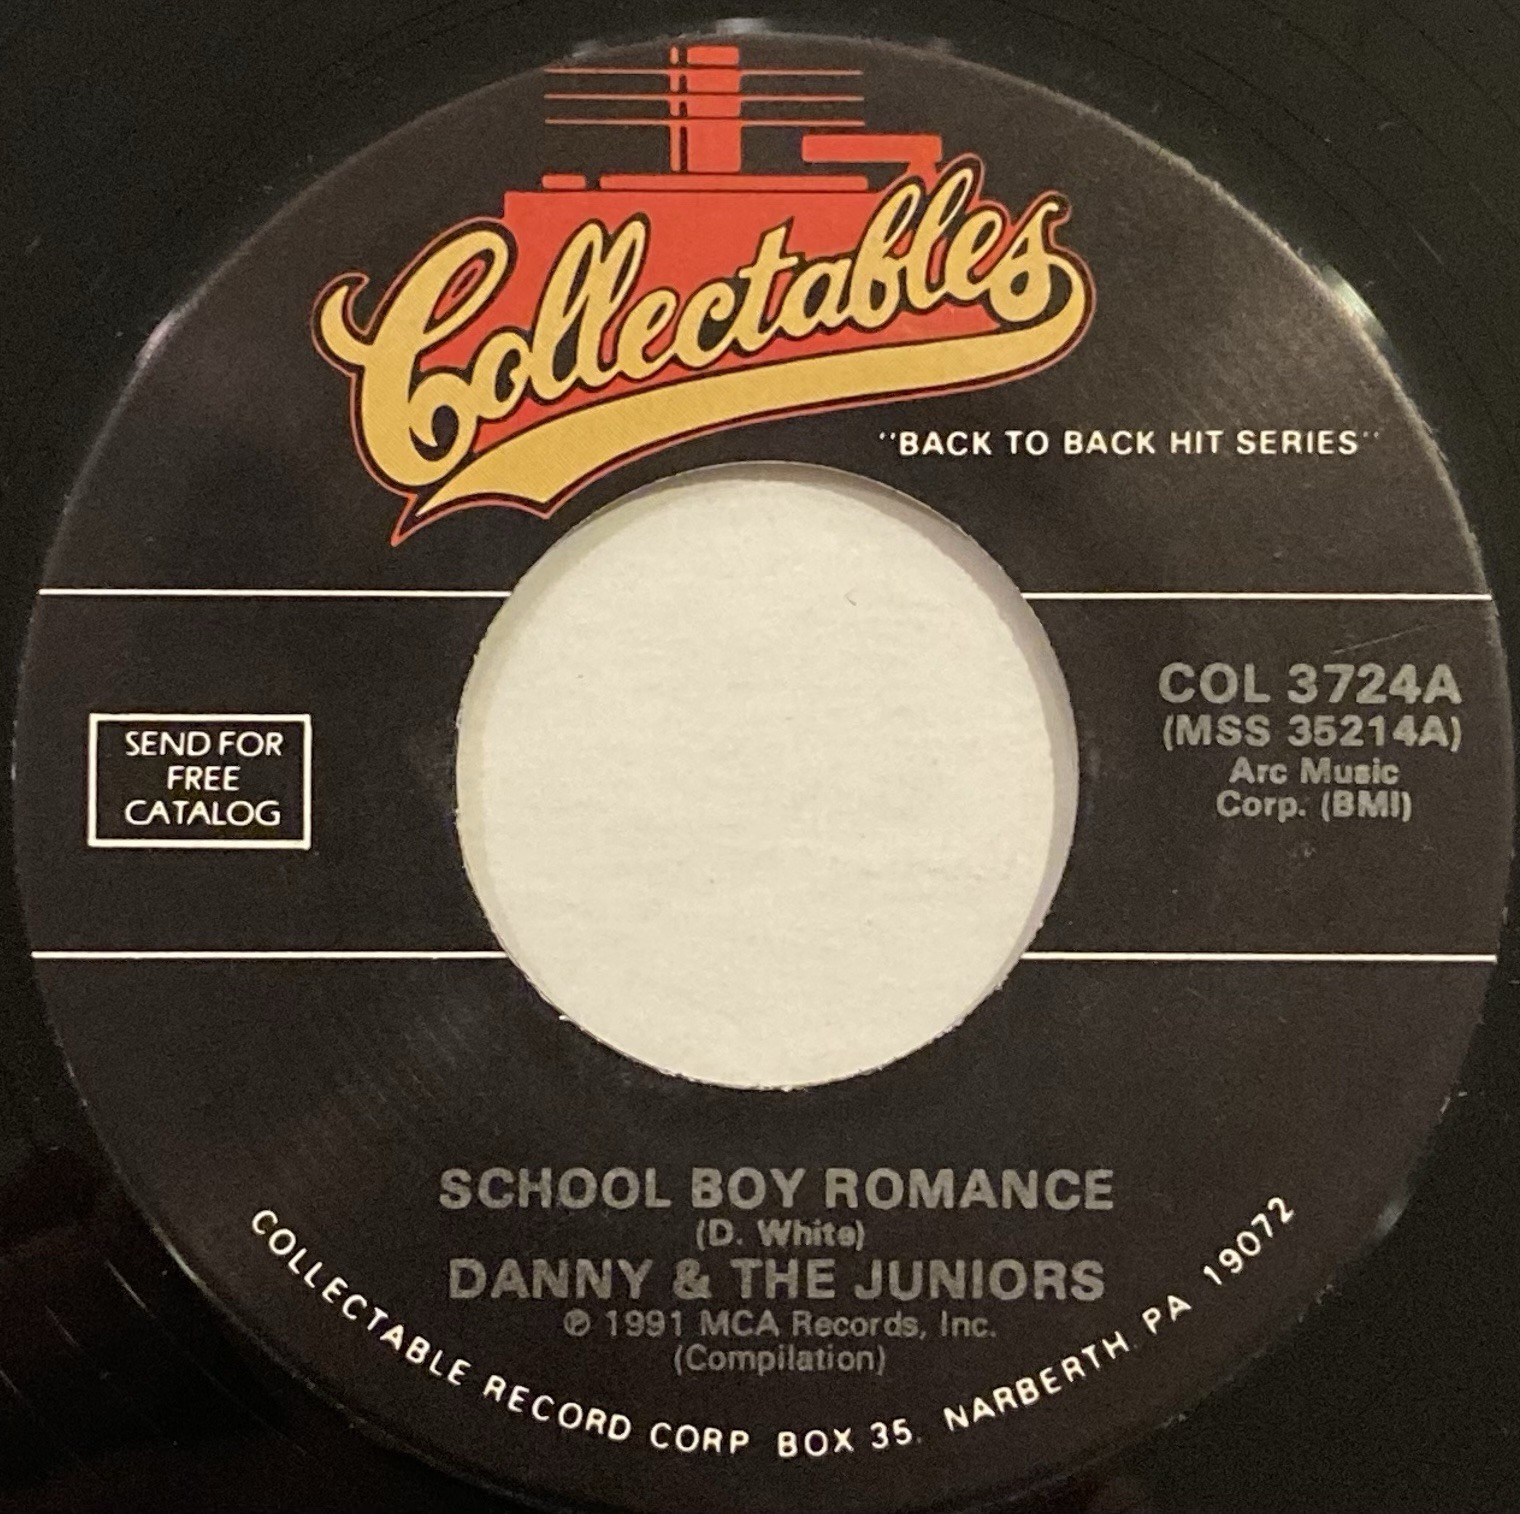 Collectables
"BACK TO BACK HIT SERIES"
SEND FOR
FREE
CATALOG
COL 3724A
(MSS 35214A)
Arc Music
Corp. (BMI)
SCHOOL BOY ROMANCE
(D. White)
DANNY & THE JUNIORS
℗ 1991 MCA Records, Inc.
(Compilation)
COLLECTABLE RECORD CORP BOX 35. NARBERTH. PA 19072